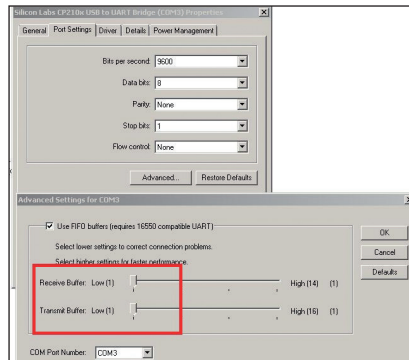 Silicon Labs CP210x USB to UART Bridge (COM3) Properties
General Port Settings Driver Details Power Management
Bits per second: 9600
Data bits: 8
Parity: None
Stop bits: 1
Flow control: None
Advanced... Restore Defaults
Advanced Settings for COM3
Use FIFO buffers (requires 16550 compatible UART)
OK
Select lower settings to correct connection problems.
Cancel
Select higher settings for faster performance.
Defaults
Receive Buffer: Low (1) High (14) (1)
Transmit Buffer: Low (1) High (16) (1)
COM Port Number: COM3